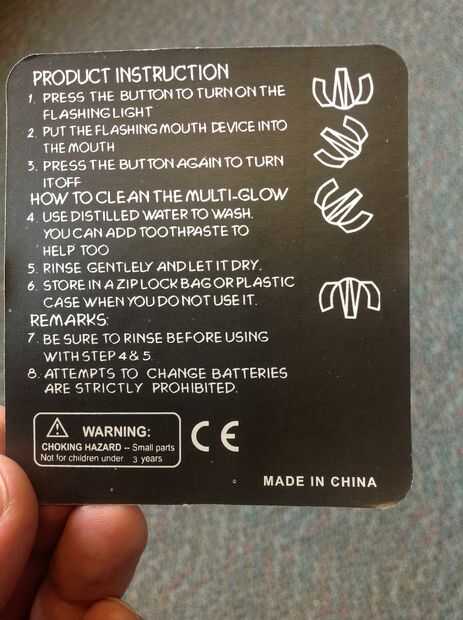 PRODUCT INSTRUCTION
1. PRESS THE BUTTON TO TURN ON THE
FLASHING LIGHT
2. PUT THE FLASHING MOUTH DEVICE INTO
THE MOUTH
3. PRESS THE BUTTON AGAIN TO TURN
IT OFF
HOW TO CLEAN THE MULTI-GLOW
4. USE DISTILLED WATER TO WASH.
YOU CAN ADD TOOTHPASTE TO
HELP TOO
5. RINSE GENTLELY AND LET IT DRY.
6. STORE IN A ZIP LOCK BAG OR PLASTIC
CASE WHEN YOU DO NOT USE IT.
REMARKS:
7. BE SURE TO RINSE BEFORE USING
WITH STEP 4 & 5.
8. ATTEMPTS TO CHANGE BATTERIES
ARE STRICTLY PROHIBITED.
WARNING:
CHOKING HAZARD -- Small parts
Not for children under 3 years
CE
MADE IN CHINA